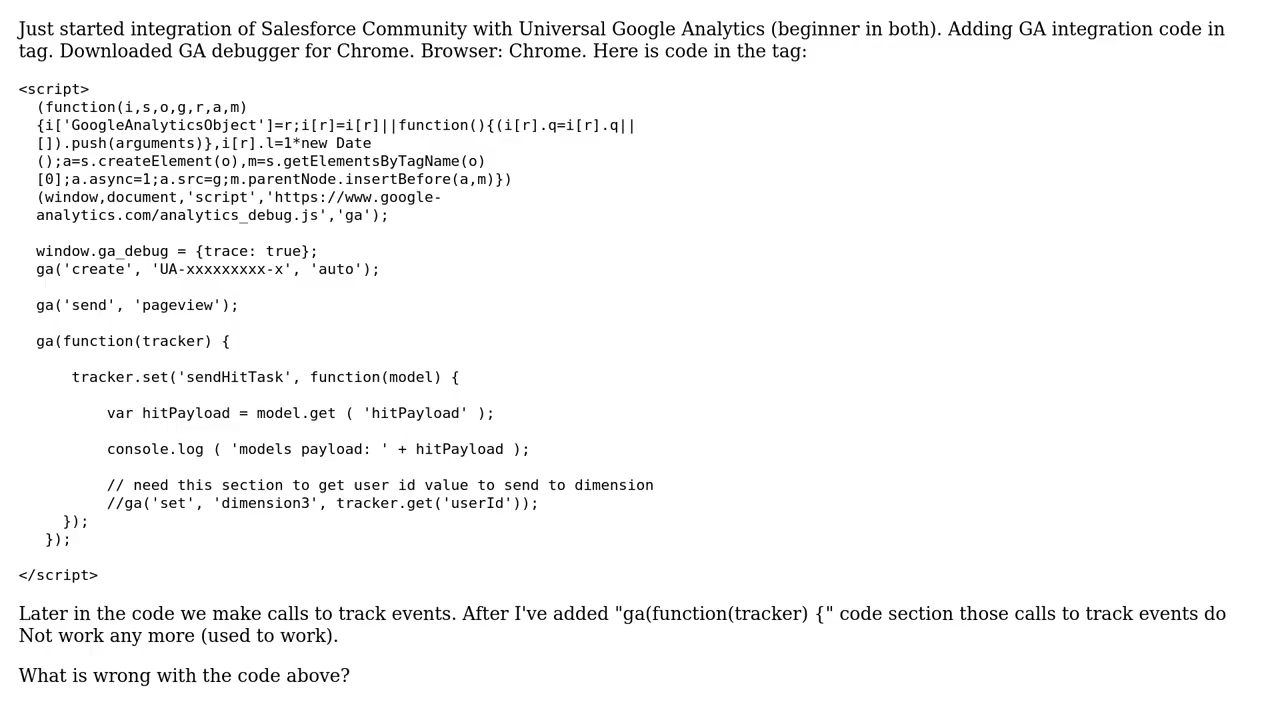 Just started integration of Salesforce Community with Universal Google Analytics (beginner in both). Adding GA integration code in
tag. Downloaded GA debugger for Chrome. Browser: Chrome. Here is code in the tag:
<script>
(function(i,s,o,g,r,a,m)
{i['GoogleAnalyticsObject']=r;i[r]=i[r]||function(){(i[r].q=i[r].q||
[]).push(arguments)},i[r].l=1*new Date
();a=s.createElement(o),m=s.getElementsByTagName(o)
[0];a.async=1;a.src=g;m.parentNode.insertBefore(a,m)})
(window,document,'script','https://www.google-
analytics.com/analytics_debug.js','ga');
window.ga_debug = {trace: true};
ga('create', 'UA-xxxxxxxxx-x', 'auto');
ga('send', 'pageview');
ga(function(tracker) {
tracker.set('sendHitTask', function(model) {
var hitPayload = model.get ( 'hitPayload' );
console.log ( 'models payload: ' + hitPayload );
// need this section to get user id value to send to dimension
//ga('set', 'dimension3', tracker.get('userId'));
});
});
</script>
Later in the code we make calls to track events. After I've added "ga(function(tracker) {" code section those calls to track events do
Not work any more (used to work).
What is wrong with the code above?